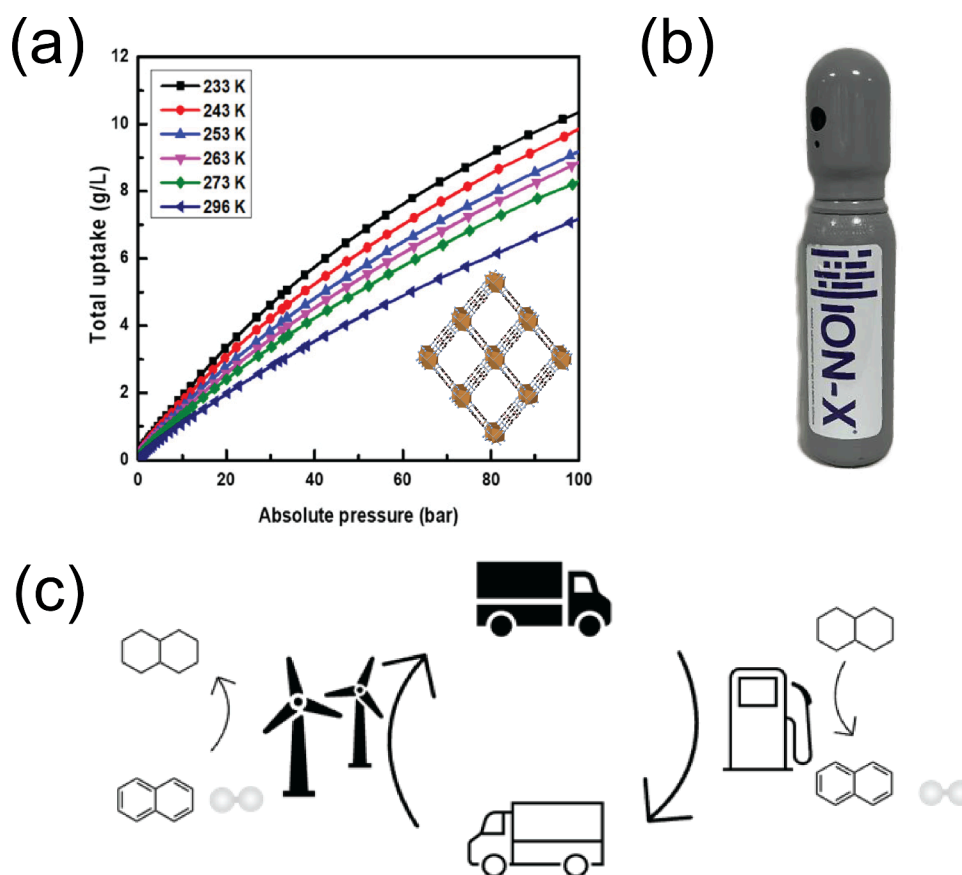 (a)
12
10
8
6
4
2
0
Total uptake (g/L)
233 K
243 K
253 K
263 K
273 K
296 K
0 20 40 60 80 100
Absolute pressure (bar)
(b)
ION-X
(c)